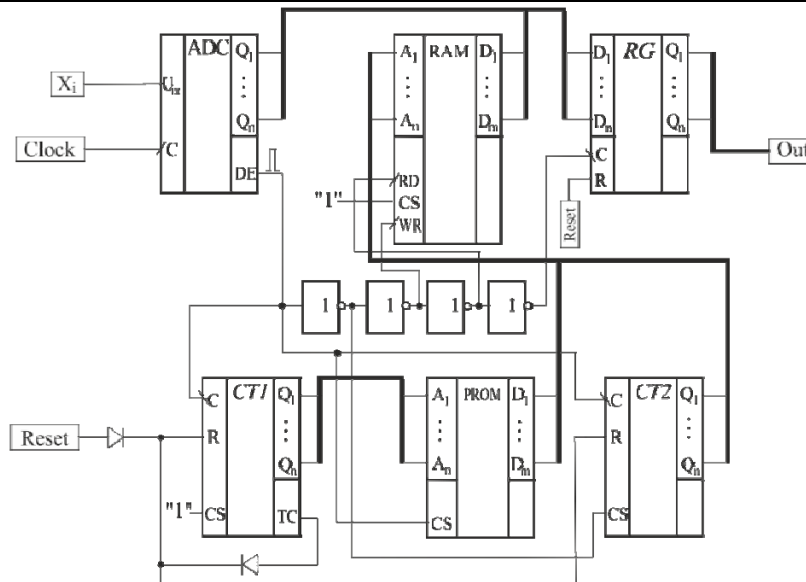 ADC Q₁ RAM D₁ D₁ RG Q₁
A₁
Xᵢ Uᵢₙ
⋮ ⋮ ⋮ ⋮ ⋮
Qₙ Aₙ Dₘ Dₙ Qₙ
Clock C Out
C
DE RD R
"1" CS
WR
Reset
1 1 1 1
CT1 Q₁ A₁ PROM D₁ CT2 Q₁
C C
Reset R ⋮ ⋮ ⋮ R ⋮
Qₙ Aₙ Dₘ Qₙ
"1" CS TC CS CS